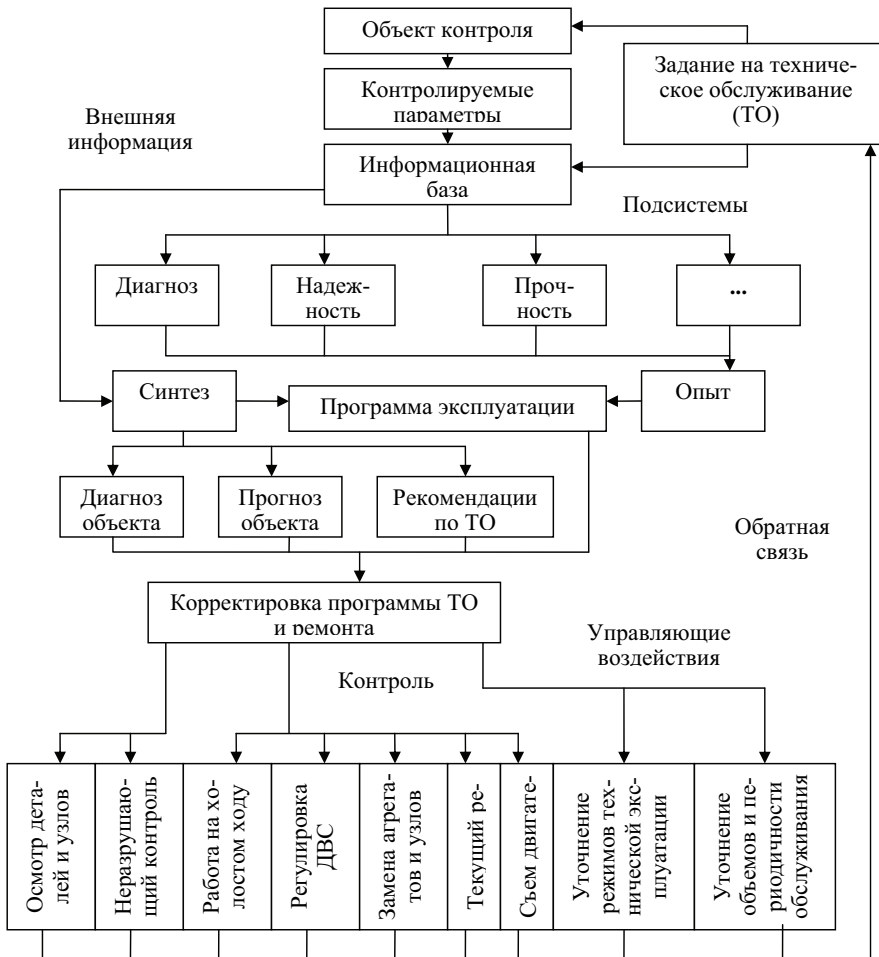 Объект контроля
Задание на техниче-
ское обслуживание
(ТО)
Контролируемые
параметры
Внешняя
информация
Информационная
база
Подсистемы
Диагноз
Надеж-
ность
Проч-
ность
...
Синтез
Программа эксплуатации
Опыт
Диагноз
объекта
Прогноз
объекта
Рекомендации
по ТО
Обратная
связь
Корректировка программы ТО
и ремонта
Управляющие
воздействия
Контроль
Осмотр дета-
лей и узлов
Неразрушаю-
щий контроль
Работа на хо-
лостом ходу
Регулировка
ДВС
Замена агрега-
тов и узлов
Текущий ре-
Съем двигате-
Уточнение
режимов тех-
нической экс-
плуатации
Уточнение
объемов и пе-
риодичности
обслуживания